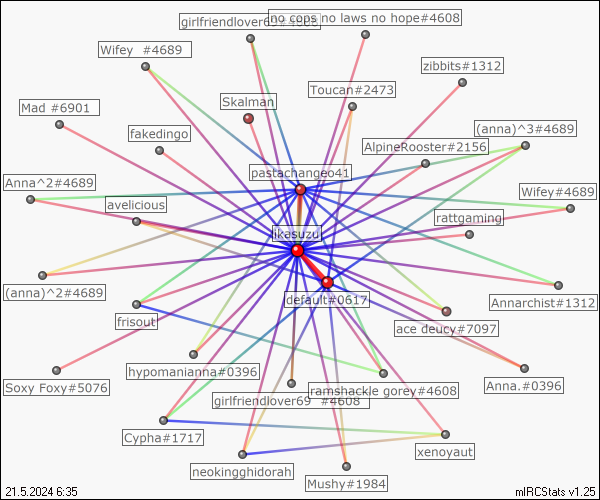 girlfriendlover69#4608
no cops no laws no hope#4608
Wifey  #4689
zibbits#1312
Toucan#2473
Skalman
Mad #6901
fakedingo
(anna)^3#4689
AlpineRooster#2156
pastachangeo41
Anna^2#4689
Wifey#4689
avelicious
rattgaming
ikasuzu
(anna)^2#4689
default#0617
Annarchist#1312
frisout
ace deucy#7097
hypomanianna#0396
Soxy Foxy#5076
ramshackle gorey#4608
Anna.#0396
girlfriendlover69  #4608
Cypha#1717
xenoyaut
neokingghidorah
Mushy#1984
21.5.2024 6:35
mIRCStats v1.25